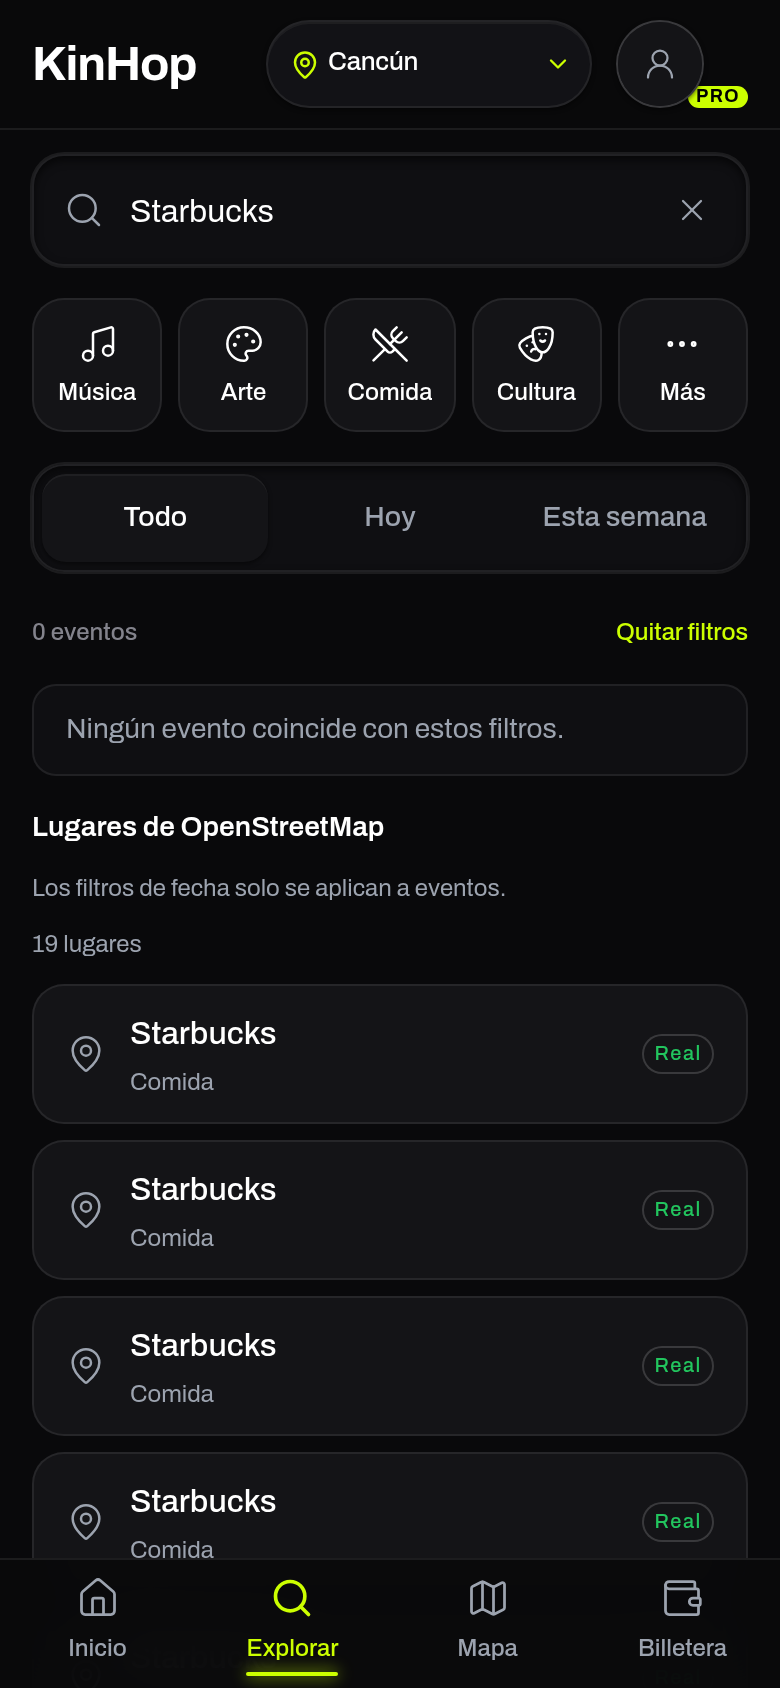 KinHop
Cancún
PRO
Starbucks
Música
Arte
Comida
Cultura
Más
Todo
Hoy
Esta semana
0 eventos
Quitar filtros
Ningún evento coincide con estos filtros.
Lugares de OpenStreetMap
Los filtros de fecha solo se aplican a eventos.
19 lugares
Starbucks
Comida
Real
Starbucks
Comida
Real
Starbucks
Comida
Real
Starbucks
Comida
Real
Inicio
Explorar
Mapa
Billetera